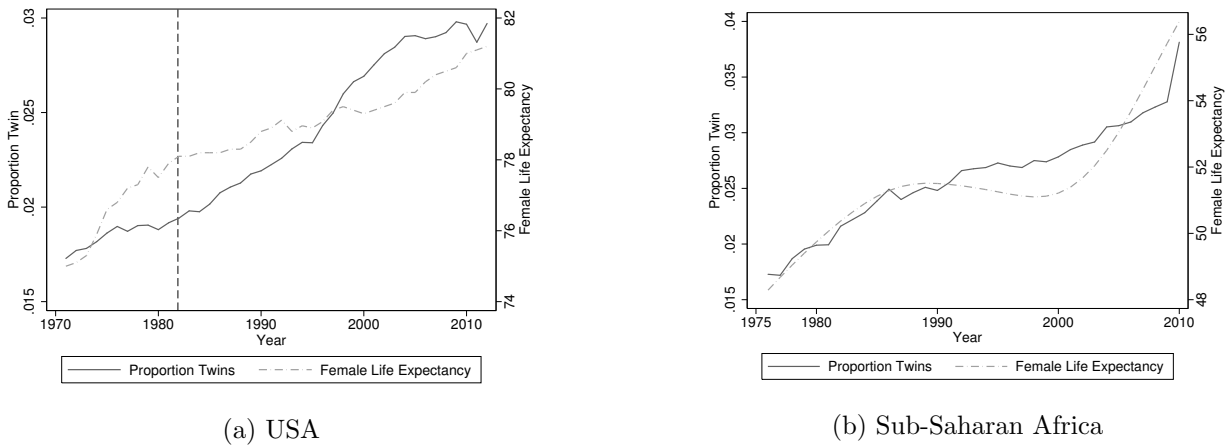 .03
.025
.02
.015
Proportion Twin
82
80
78
76
74
Female Life Expectancy
1970 1980 1990 2000 2010
Year
Proportion Twins Female Life Expectancy
(a) USA
.04
.035
.03
.025
.02
.015
Proportion Twin
56
54
52
50
48
Female Life Expectancy
1975 1980 1990 2000 2010
Year
Proportion Twins Female Life Expectancy
(b) Sub-Saharan Africa